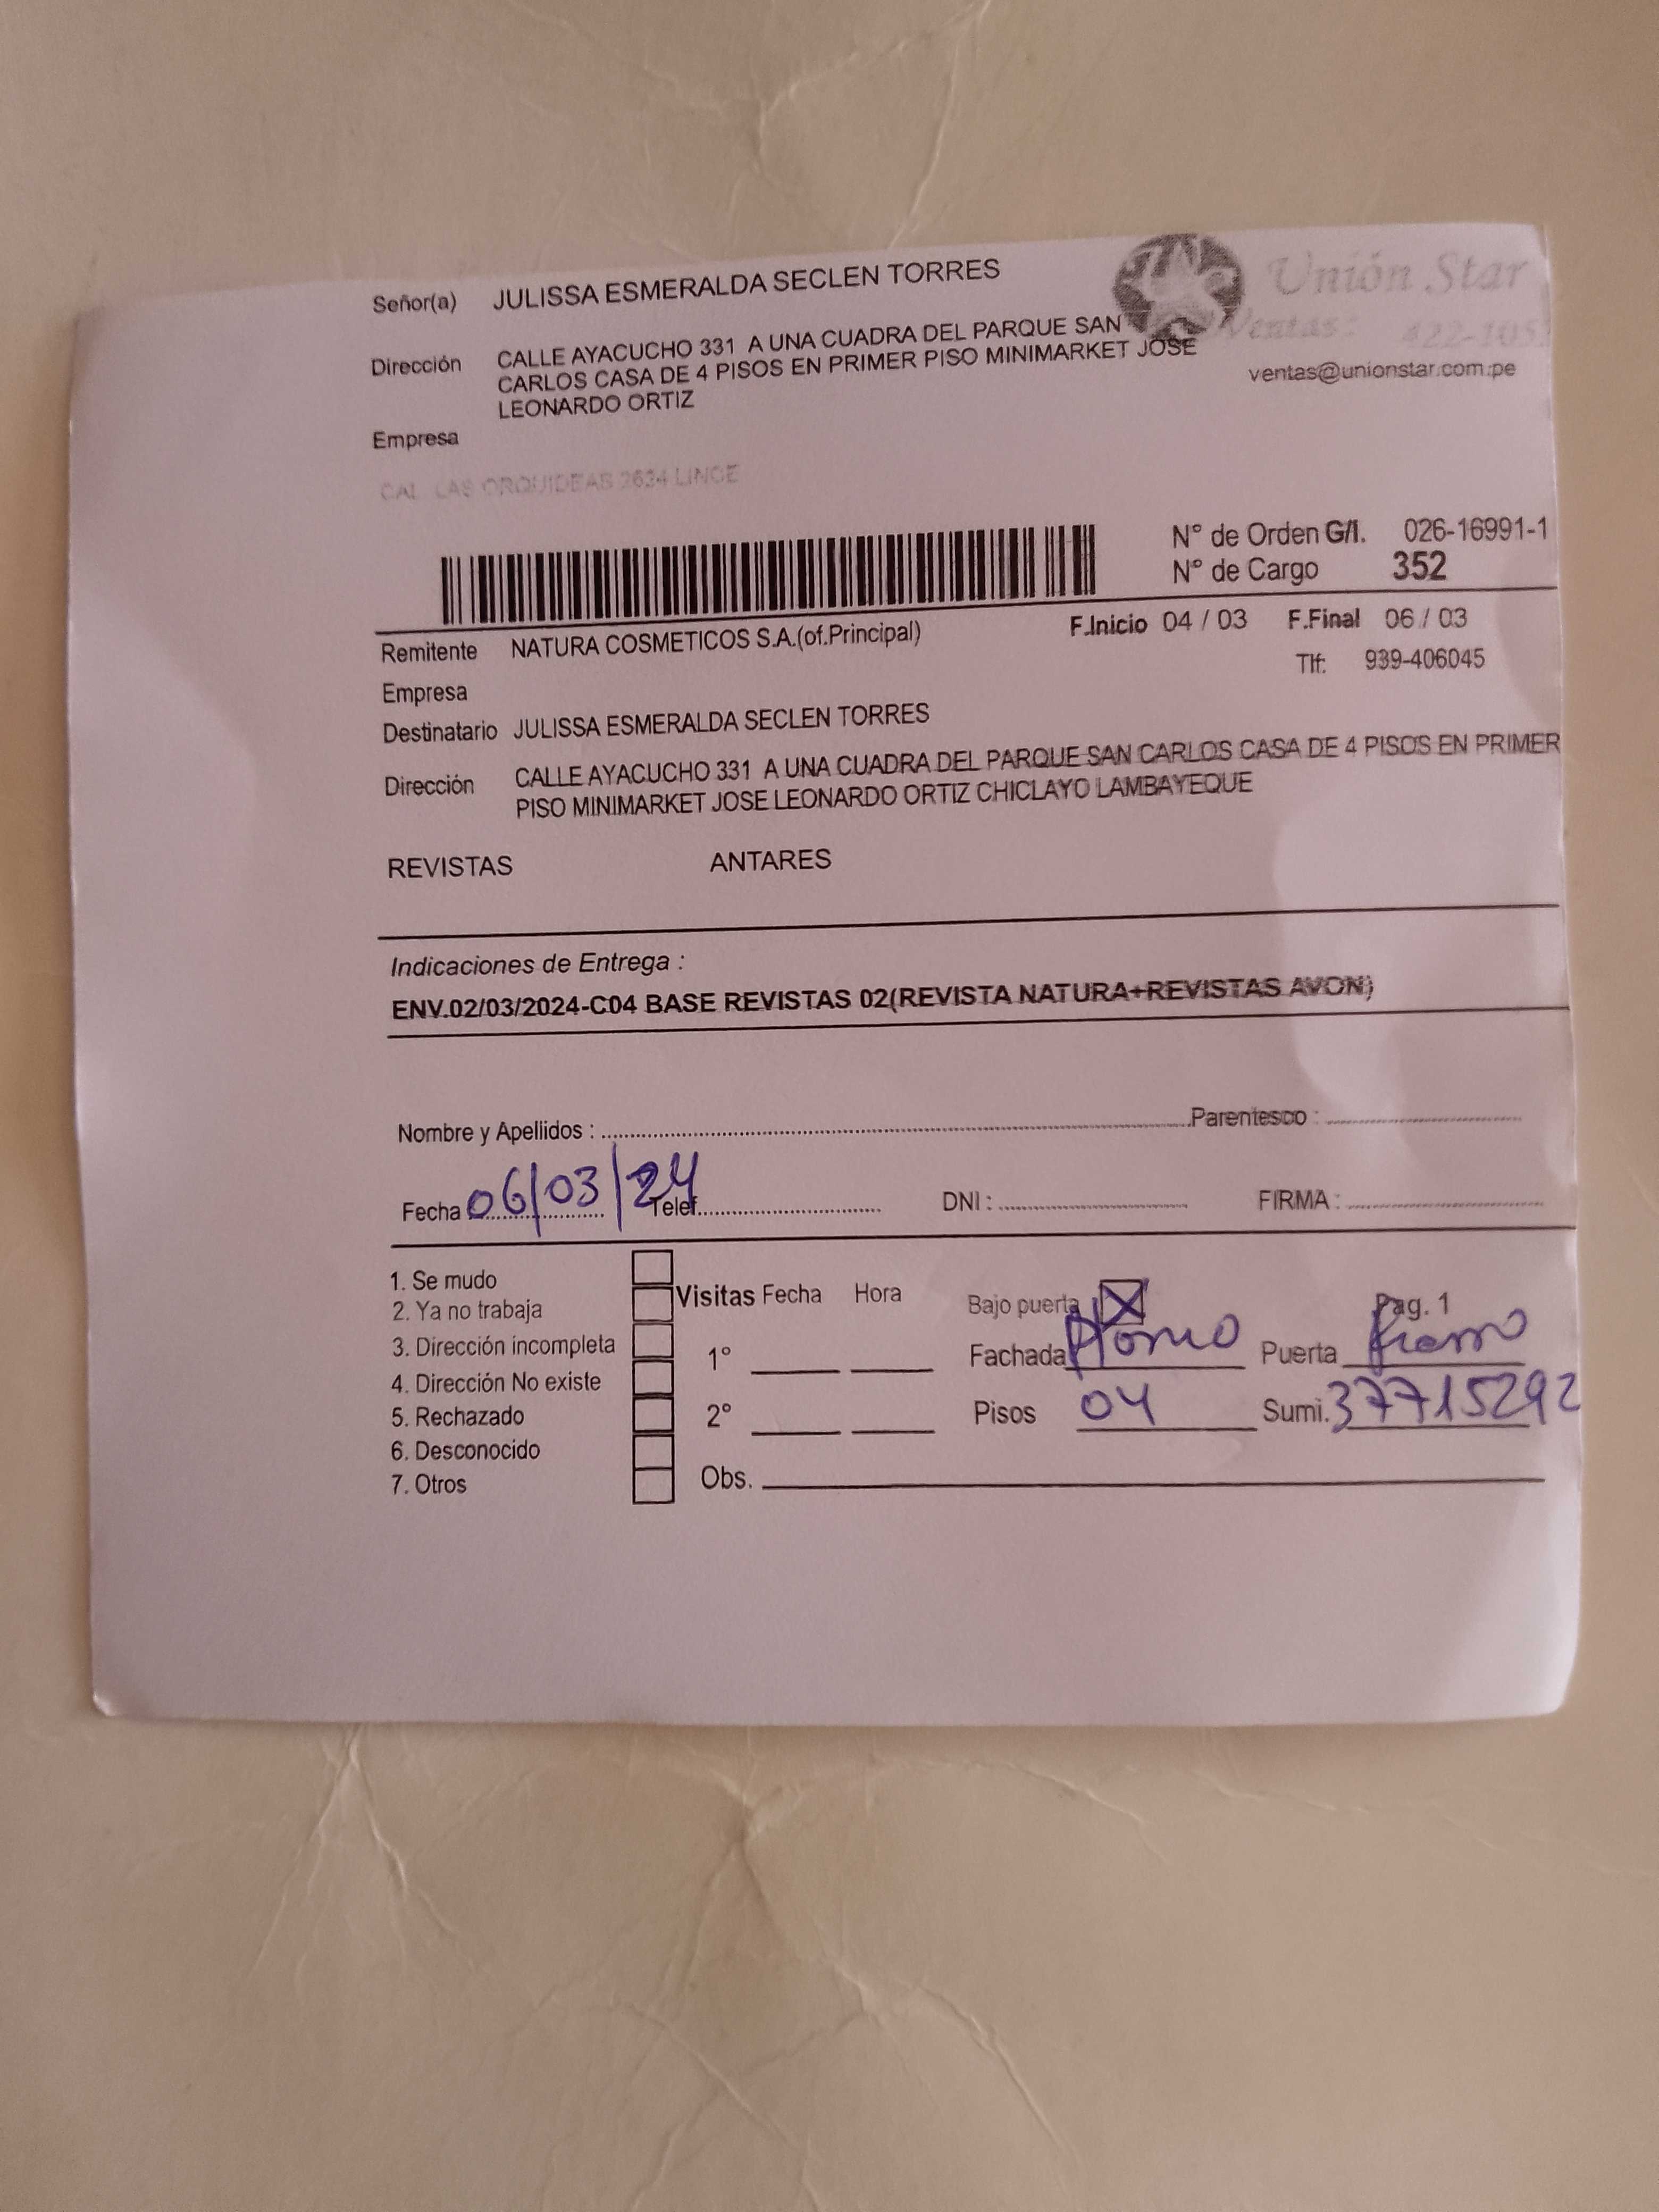 Señor(a) JULISSA ESMERALDA SECLEN TORRES
Unión Star
Ventas: 422-105
ventas@unionstar.com.pe
Dirección CALLE AYACUCHO 331 A UNA CUADRA DEL PARQUE SAN
CARLOS CASA DE 4 PISOS EN PRIMER PISO MINIMARKET JOSE
LEONARDO ORTIZ
Empresa
CAL. LAS ORQUIDEAS 2634 LINCE
N° de Orden G/I. 026-16991-1
N° de Cargo 352
Remitente NATURA COSMETICOS S.A.(of.Principal) F.Inicio 04 / 03 F.Final 06 / 03
Tlf: 939-406045
Empresa
Destinatario JULISSA ESMERALDA SECLEN TORRES
Dirección CALLE AYACUCHO 331 A UNA CUADRA DEL PARQUE SAN CARLOS CASA DE 4 PISOS EN PRIMER
PISO MINIMARKET JOSE LEONARDO ORTIZ CHICLAYO LAMBAYEQUE
REVISTAS ANTARES
Indicaciones de Entrega :
ENV.02/03/2024-C04 BASE REVISTAS 02(REVISTA NATURA+REVISTAS AVON)
Nombre y Apellidos : Parentesco :
Fecha 06/03/24 Telef. DNI : FIRMA :
1. Se mudo
2. Ya no trabaja
3. Dirección incompleta
4. Dirección No existe
5. Rechazado
6. Desconocido
7. Otros
Visitas Fecha Hora
1°
2°
Obs.
Bajo puerta Pag. 1
Fachada Plomo Puerta Fierro
Pisos 04 Sumi. 37715292